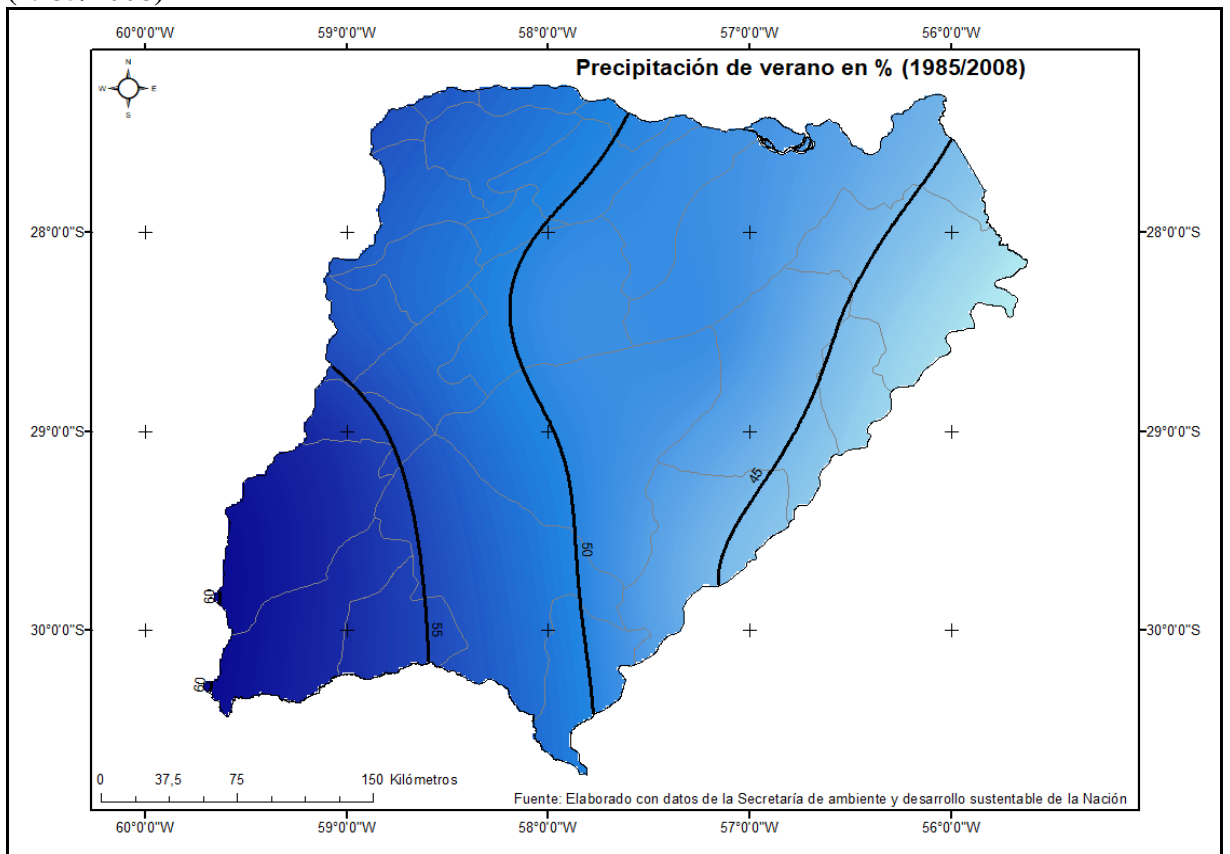 60°0'0"W 59°0'0"W 58°0'0"W 57°0'0"W 56°0'0"W
Precipitación de verano en % (1985/2008)
N
W E
S
28°0'0"S 28°0'0"S
29°0'0"S 29°0'0"S
45
50
60
30°0'0"S 55 30°0'0"S
60
0 37,5 75 150 Kilómetros
Fuente: Elaborado con datos de la Secretaría de ambiente y desarrollo sustentable de la Nación
60°0'0"W 59°0'0"W 58°0'0"W 57°0'0"W 56°0'0"W